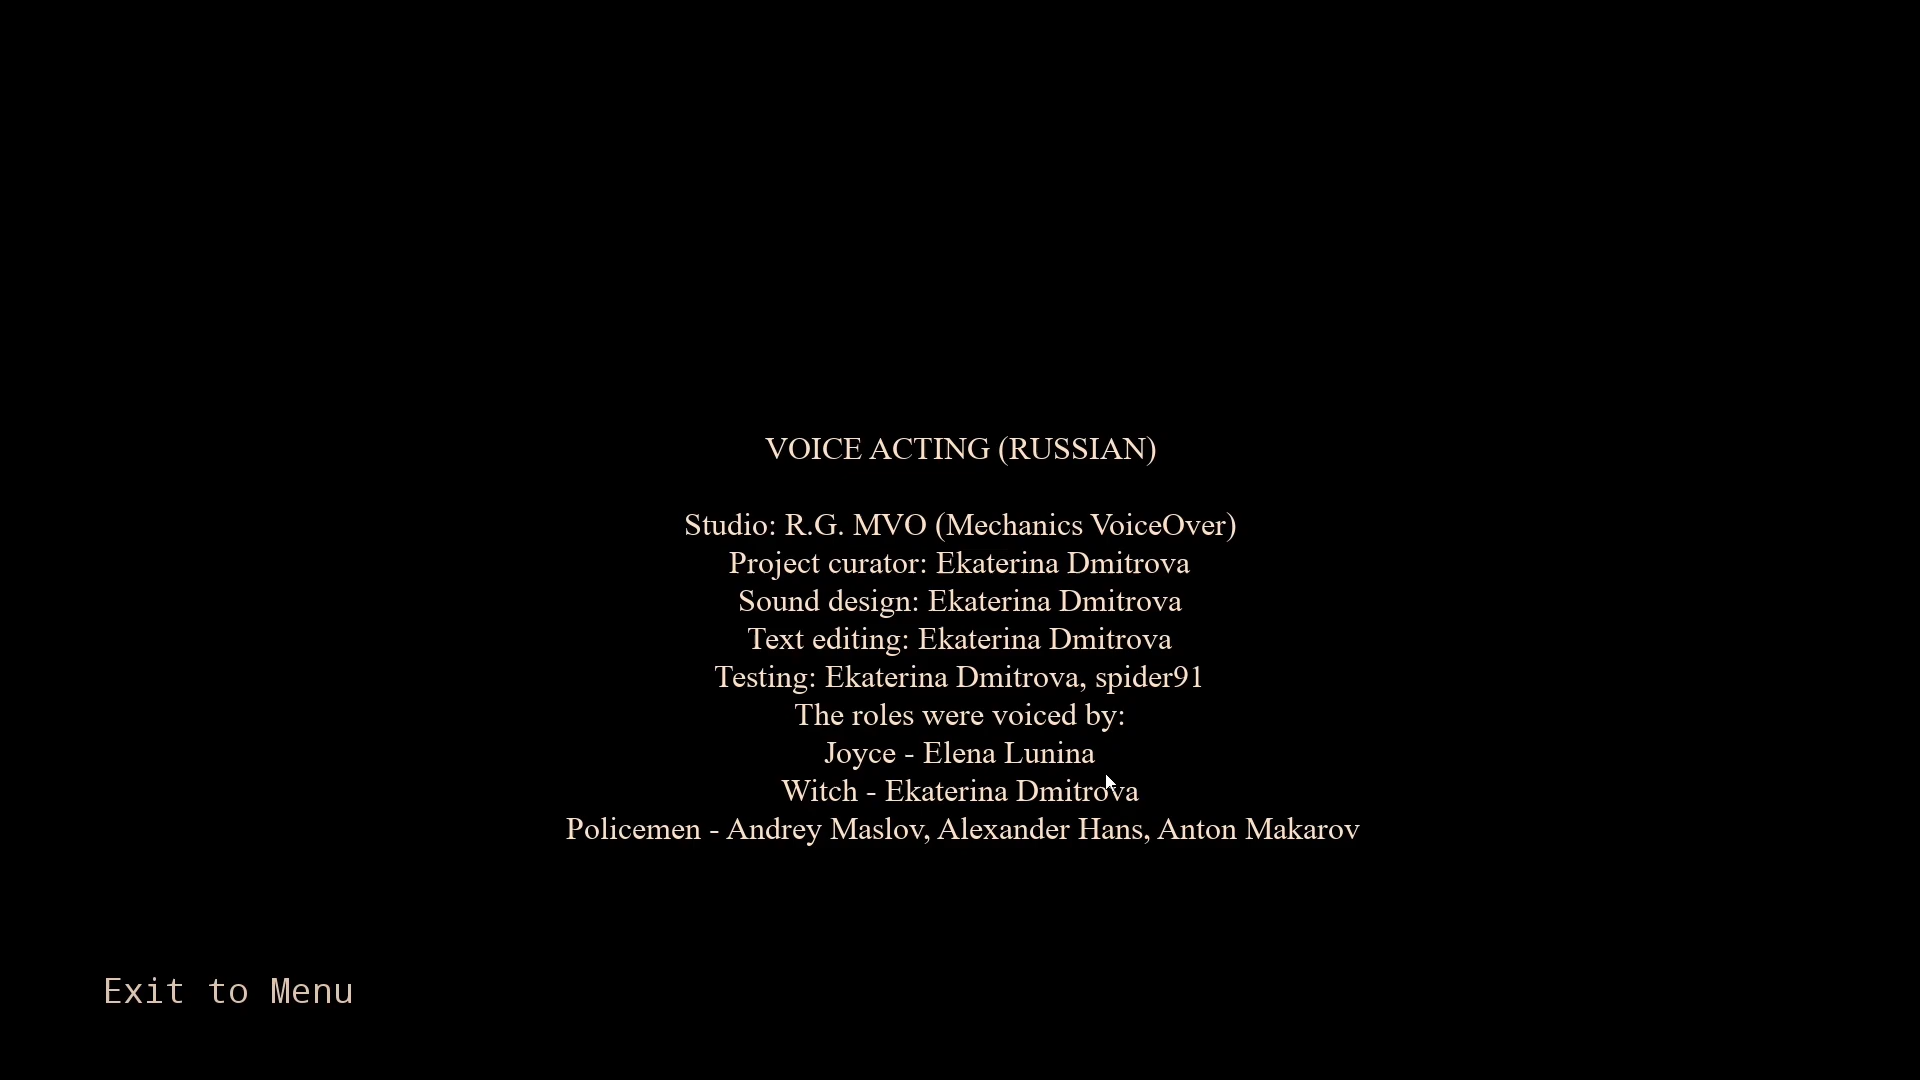 VOICE ACTING (RUSSIAN)
Studio: R.G. MVO (Mechanics VoiceOver)
Project curator: Ekaterina Dmitrova
Sound design: Ekaterina Dmitrova
Text editing: Ekaterina Dmitrova
Testing: Ekaterina Dmitrova, spider91
The roles were voiced by:
Joyce - Elena Lunina
Witch - Ekaterina Dmitrova
Policemen - Andrey Maslov, Alexander Hans, Anton Makarov
Exit to Menu